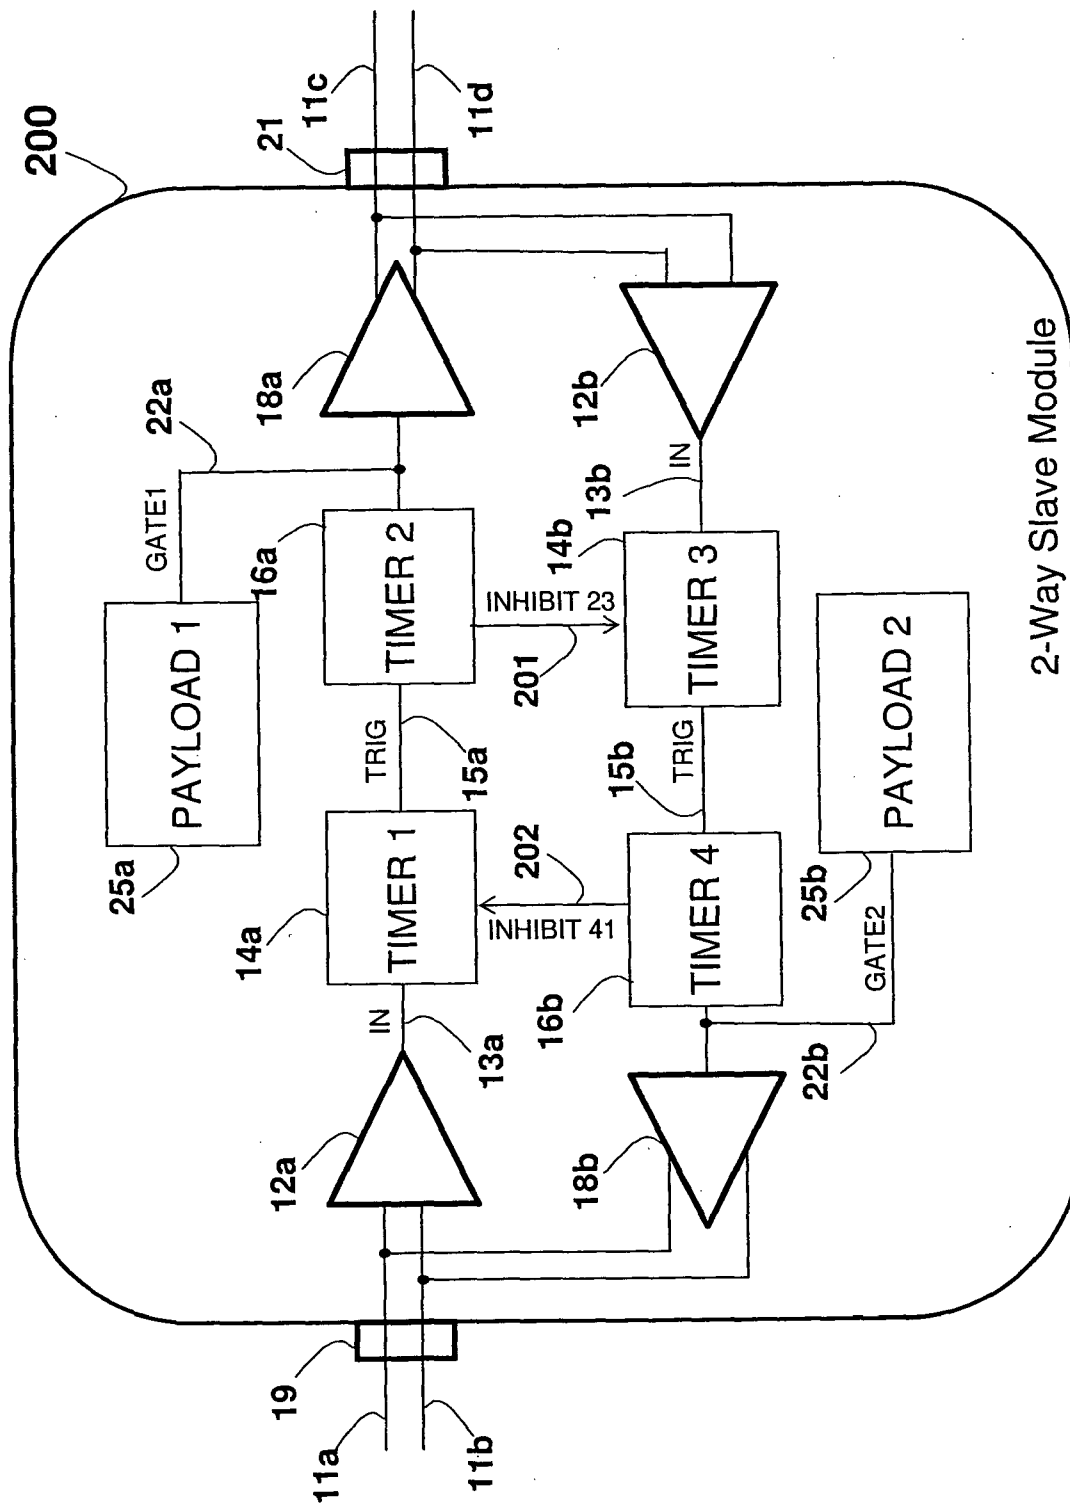 200
11c
11d
21
22a
18a
GATE1
PAYLOAD 1
25a
16a
TIMER 2
TRIG
15a
14a
TIMER 1
IN
13a
12a
INHIBIT 23
201
202
INHIBIT 41
12b
IN
13b
14b
TIMER 3
TRIG
15b
TIMER 4
16b
18b
PAYLOAD 2
25b
GATE2
22b
19
11a
11b
2-Way Slave Module